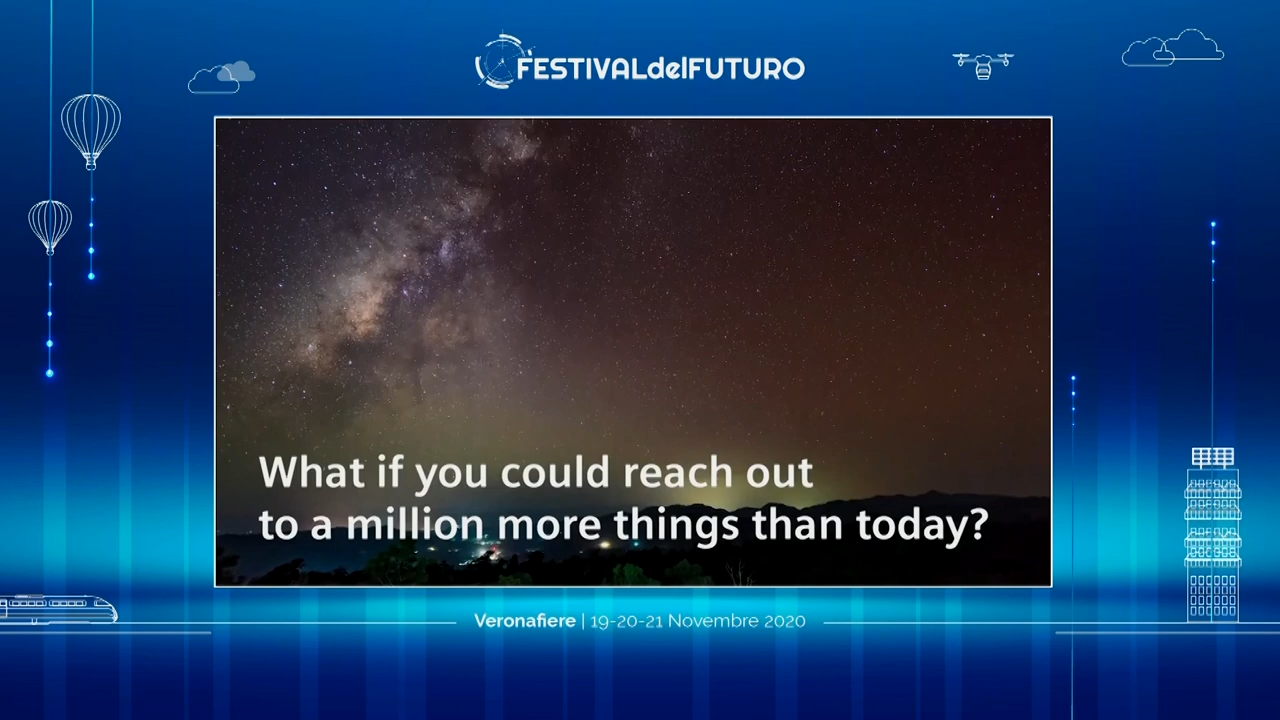 FESTIVALdelFUTURO
What if you could reach out
to a million more things than today?
Veronafiere | 19-20-21 Novembre 2020